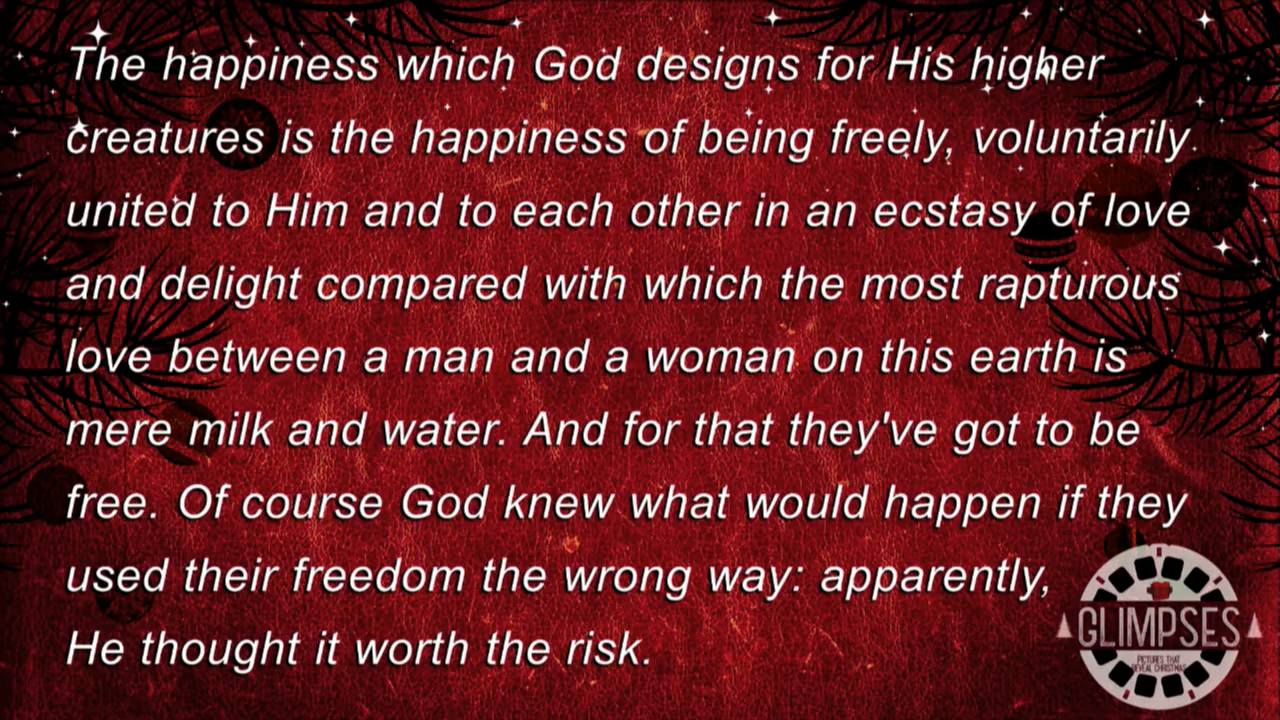 The happiness which God designs for His higher
creatures is the happiness of being freely, voluntarily
united to Him and to each other in an ecstasy of love
and delight compared with which the most rapturous
love between a man and a woman on this earth is
mere milk and water. And for that they've got to be
free. Of course God knew what would happen if they
used their freedom the wrong way: apparently,
He thought it worth the risk.
GLIMPSES
PICTURES THAT
REVEAL CHRISTMAS